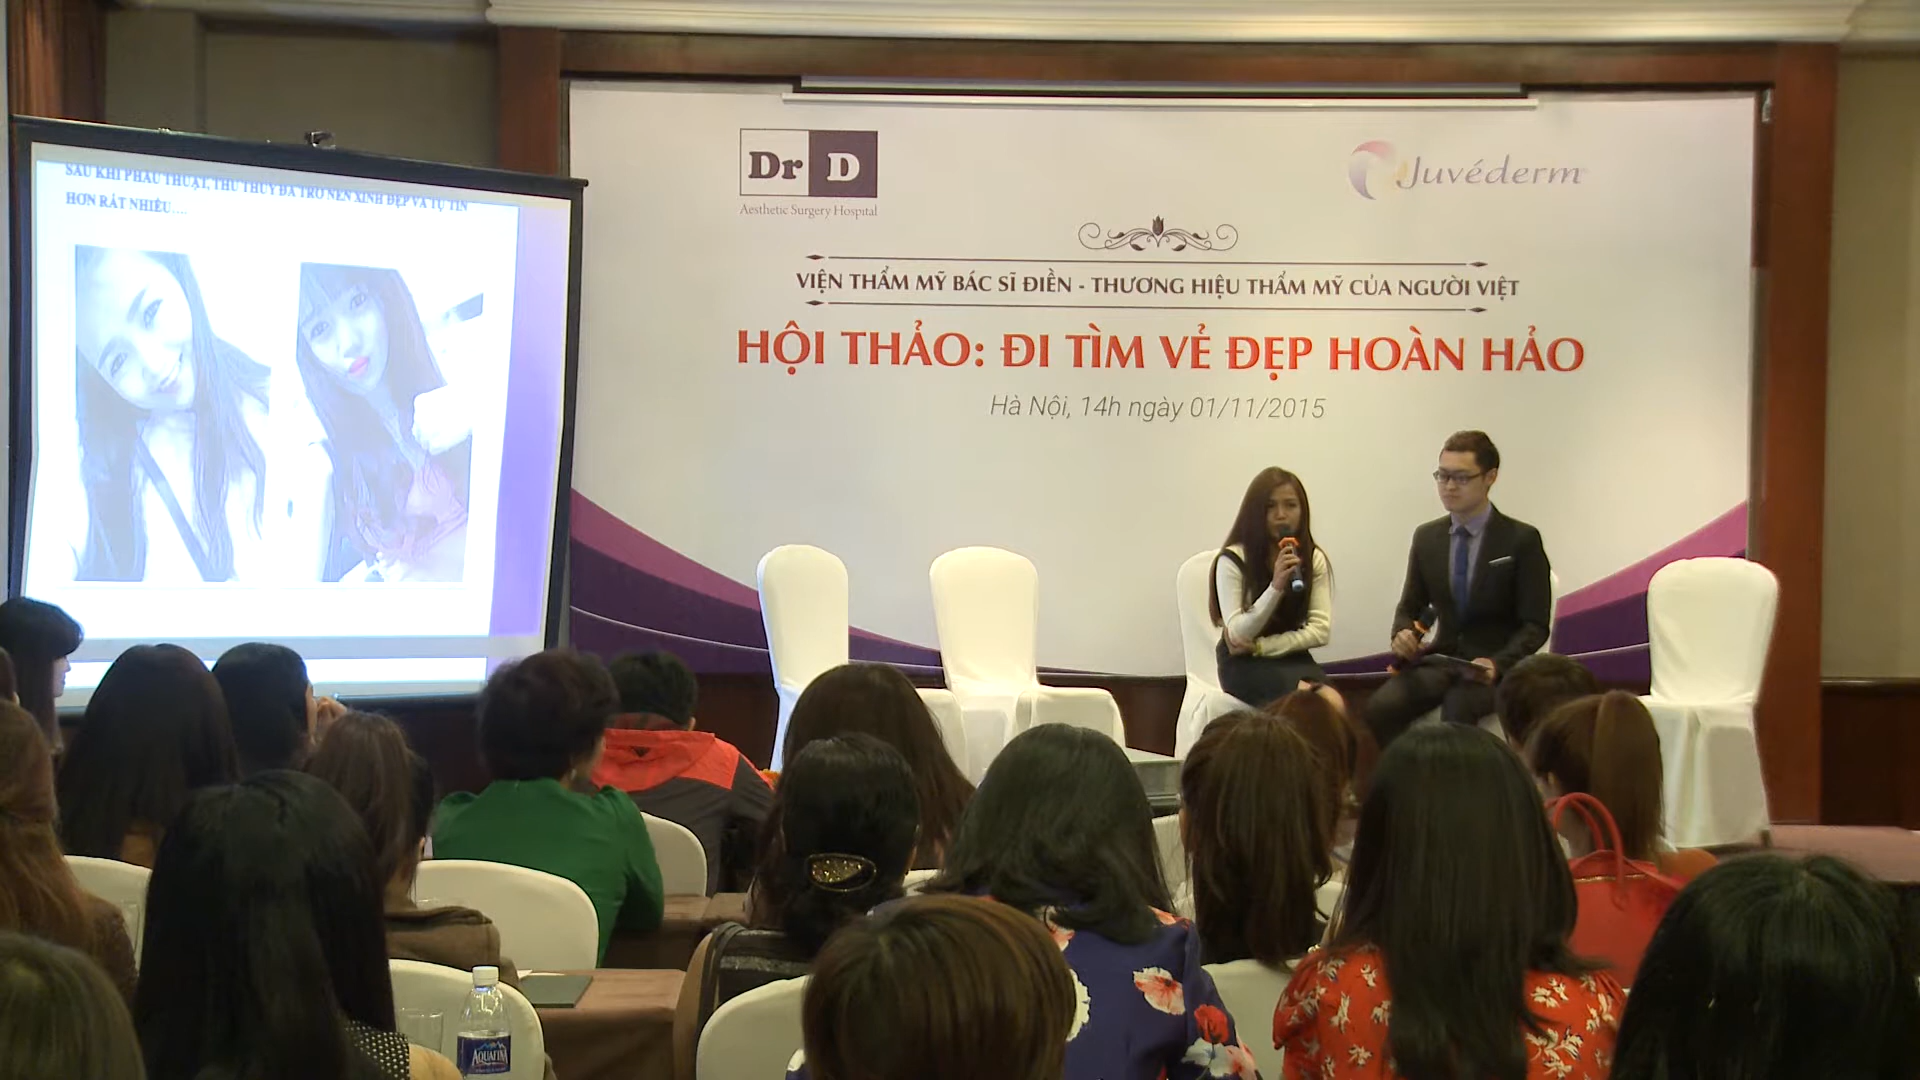 SAU KHI PHẪU THUẬT, THU THỦY ĐÃ TRỞ NÊN XINH ĐẸP VÀ TỰ TIN
HƠN RẤT NHIỀU....
Dr D
Aesthetic Surgery Hospital
Juvéderm
VIỆN THẨM MỸ BÁC SĨ ĐIỀN - THƯƠNG HIỆU THẨM MỸ CỦA NGƯỜI VIỆT
HỘI THẢO: ĐI TÌM VẺ ĐẸP HOÀN HẢO
Hà Nội, 14h ngày 01/11/2015
AQUAFINA